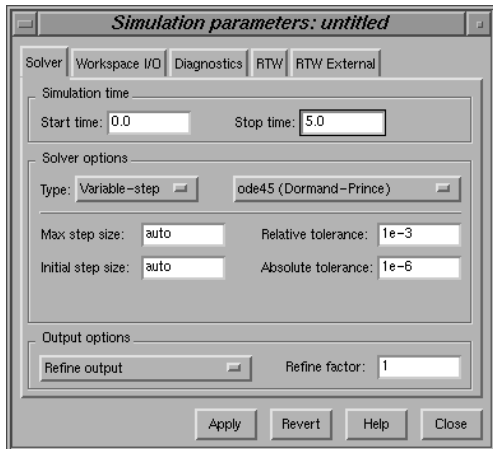 Simulation parameters: untitled
Solver Workspace I/O Diagnostics RTW RTW External
Simulation time
Start time: 0.0 Stop time: 5.0
Solver options
Type: Variable-step ode45 (Dormand-Prince)
Max step size: auto Relative tolerance: 1e-3
Initial step size: auto Absolute tolerance: 1e-6
Output options
Refine output Refine factor: 1
Apply Revert Help Close